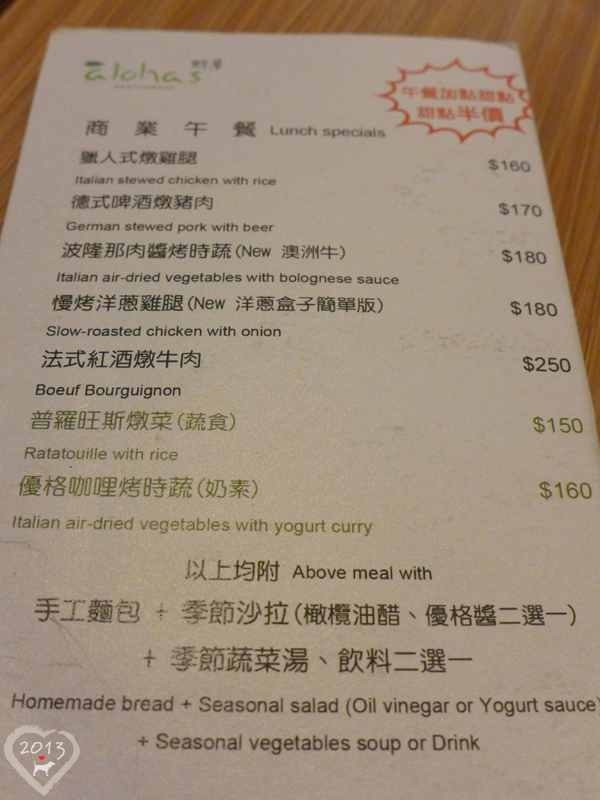 alohas 野草
午餐加點甜點
甜點半價
商業午餐 Lunch specials
獵人式燉雞腿 $160
Italian stewed chicken with rice
德式啤酒燉豬肉 $170
German stewed pork with beer
波隆那肉醬烤時蔬(New 澳洲牛) $180
Italian air-dried vegetables with bolognese sauce
慢烤洋蔥雞腿(New 洋蔥盒子簡單版) $180
Slow-roasted chicken with onion
法式紅酒燉牛肉 $250
Boeuf Bourguignon
普羅旺斯燉菜(蔬食) $150
Ratatouille with rice
優格咖哩烤時蔬(奶素) $160
Italian air-dried vegetables with yogurt curry
以上均附 Above meal with
手工麵包 + 季節沙拉(橄欖油醋、優格醬二選一)
+ 季節蔬菜湯、飲料二選一
Homemade bread + Seasonal salad (Oil vinegar or Yogurt sauce)
+ Seasonal vegetables soup or Drink
2013